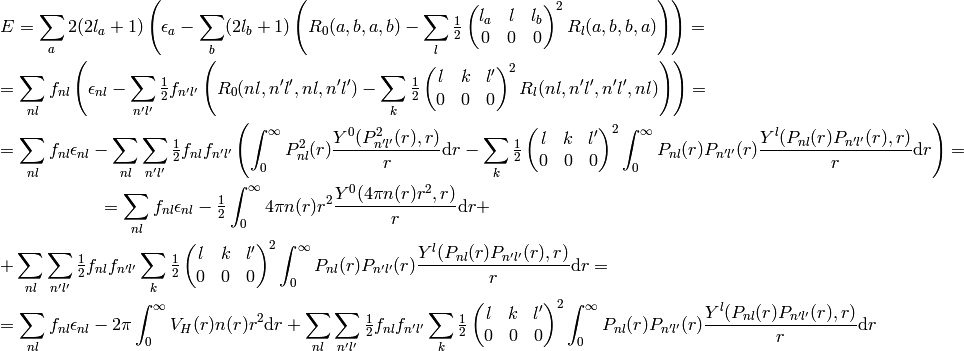 E = \sum_a 2(2l_a+1) \left( \epsilon_a - \sum_b (2l_b+1) \left( R_0(a,b,a,b) - \sum_l \frac{1}{2} \begin{pmatrix} l_a & l & l_b \\ 0 & 0 & 0 \end{pmatrix}^2 R_l(a,b,b,a) \right) \right) =
= \sum_{nl} f_{nl} \left( \epsilon_{nl} - \sum_{n'l'} \frac{1}{2} f_{n'l'} \left( R_0(nl,n'l',nl,n'l') - \sum_k \frac{1}{2} \begin{pmatrix} l & k & l' \\ 0 & 0 & 0 \end{pmatrix}^2 R_l(nl,n'l',n'l',nl) \right) \right) =
= \sum_{nl} f_{nl} \epsilon_{nl} - \sum_{nl} \sum_{n'l'} \frac{1}{2} f_{nl} f_{n'l'} \left( \int_0^\infty P_{nl}^2(r) \frac{Y^0(P_{n'l'}^2(r),r)}{r} \mathrm{d}r - \sum_k \frac{1}{2} \begin{pmatrix} l & k & l' \\ 0 & 0 & 0 \end{pmatrix}^2 \int_0^\infty P_{nl}(r) P_{n'l'}(r) \frac{Y^l(P_{nl}(r)P_{n'l'}(r),r)}{r} \mathrm{d}r \right) =
= \sum_{nl} f_{nl} \epsilon_{nl} - \frac{1}{2} \int_0^\infty 4\pi n(r) r^2 \frac{Y^0(4\pi n(r)r^2,r)}{r} \mathrm{d}r +
+ \sum_{nl} \sum_{n'l'} \frac{1}{2} f_{nl} f_{n'l'} \sum_k \frac{1}{2} \begin{pmatrix} l & k & l' \\ 0 & 0 & 0 \end{pmatrix}^2 \int_0^\infty P_{nl}(r) P_{n'l'}(r) \frac{Y^l(P_{nl}(r)P_{n'l'}(r),r)}{r} \mathrm{d}r =
= \sum_{nl} f_{nl} \epsilon_{nl} - 2\pi \int_0^\infty V_H(r) n(r) r^2 \mathrm{d}r + \sum_{nl} \sum_{n'l'} \frac{1}{2} f_{nl} f_{n'l'} \sum_k \frac{1}{2} \begin{pmatrix} l & k & l' \\ 0 & 0 & 0 \end{pmatrix}^2 \int_0^\infty P_{nl}(r) P_{n'l'}(r) \frac{Y^l(P_{nl}(r)P_{n'l'}(r),r)}{r} \mathrm{d}r